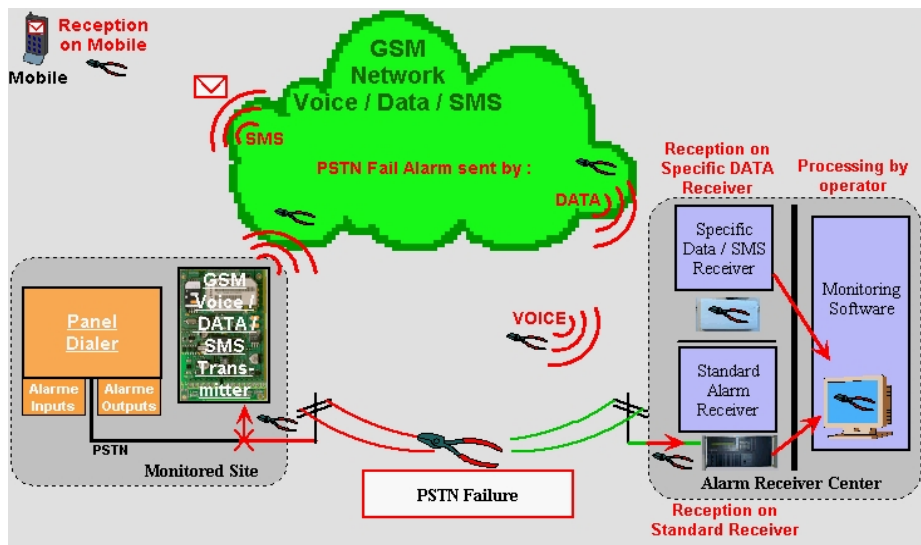 Reception
on Mobile
Mobile
GSM
Network
Voice / Data / SMS
SMS
PSTN Fail Alarm sent by :
DATA
Reception on
Specific DATA
Receiver
Processing by
operator
Specific
Data / SMS
Receiver
Monitoring
Software
Standard
Alarm
Receiver
GSM
Voice /
DATA /
SMS
Trans-
mitter
Panel
Dialer
Alarme
Inputs
Alarme
Outputs
PSTN
VOICE
Monitored Site
PSTN Failure
Alarm Receiver Center
Reception on
Standard Receiver